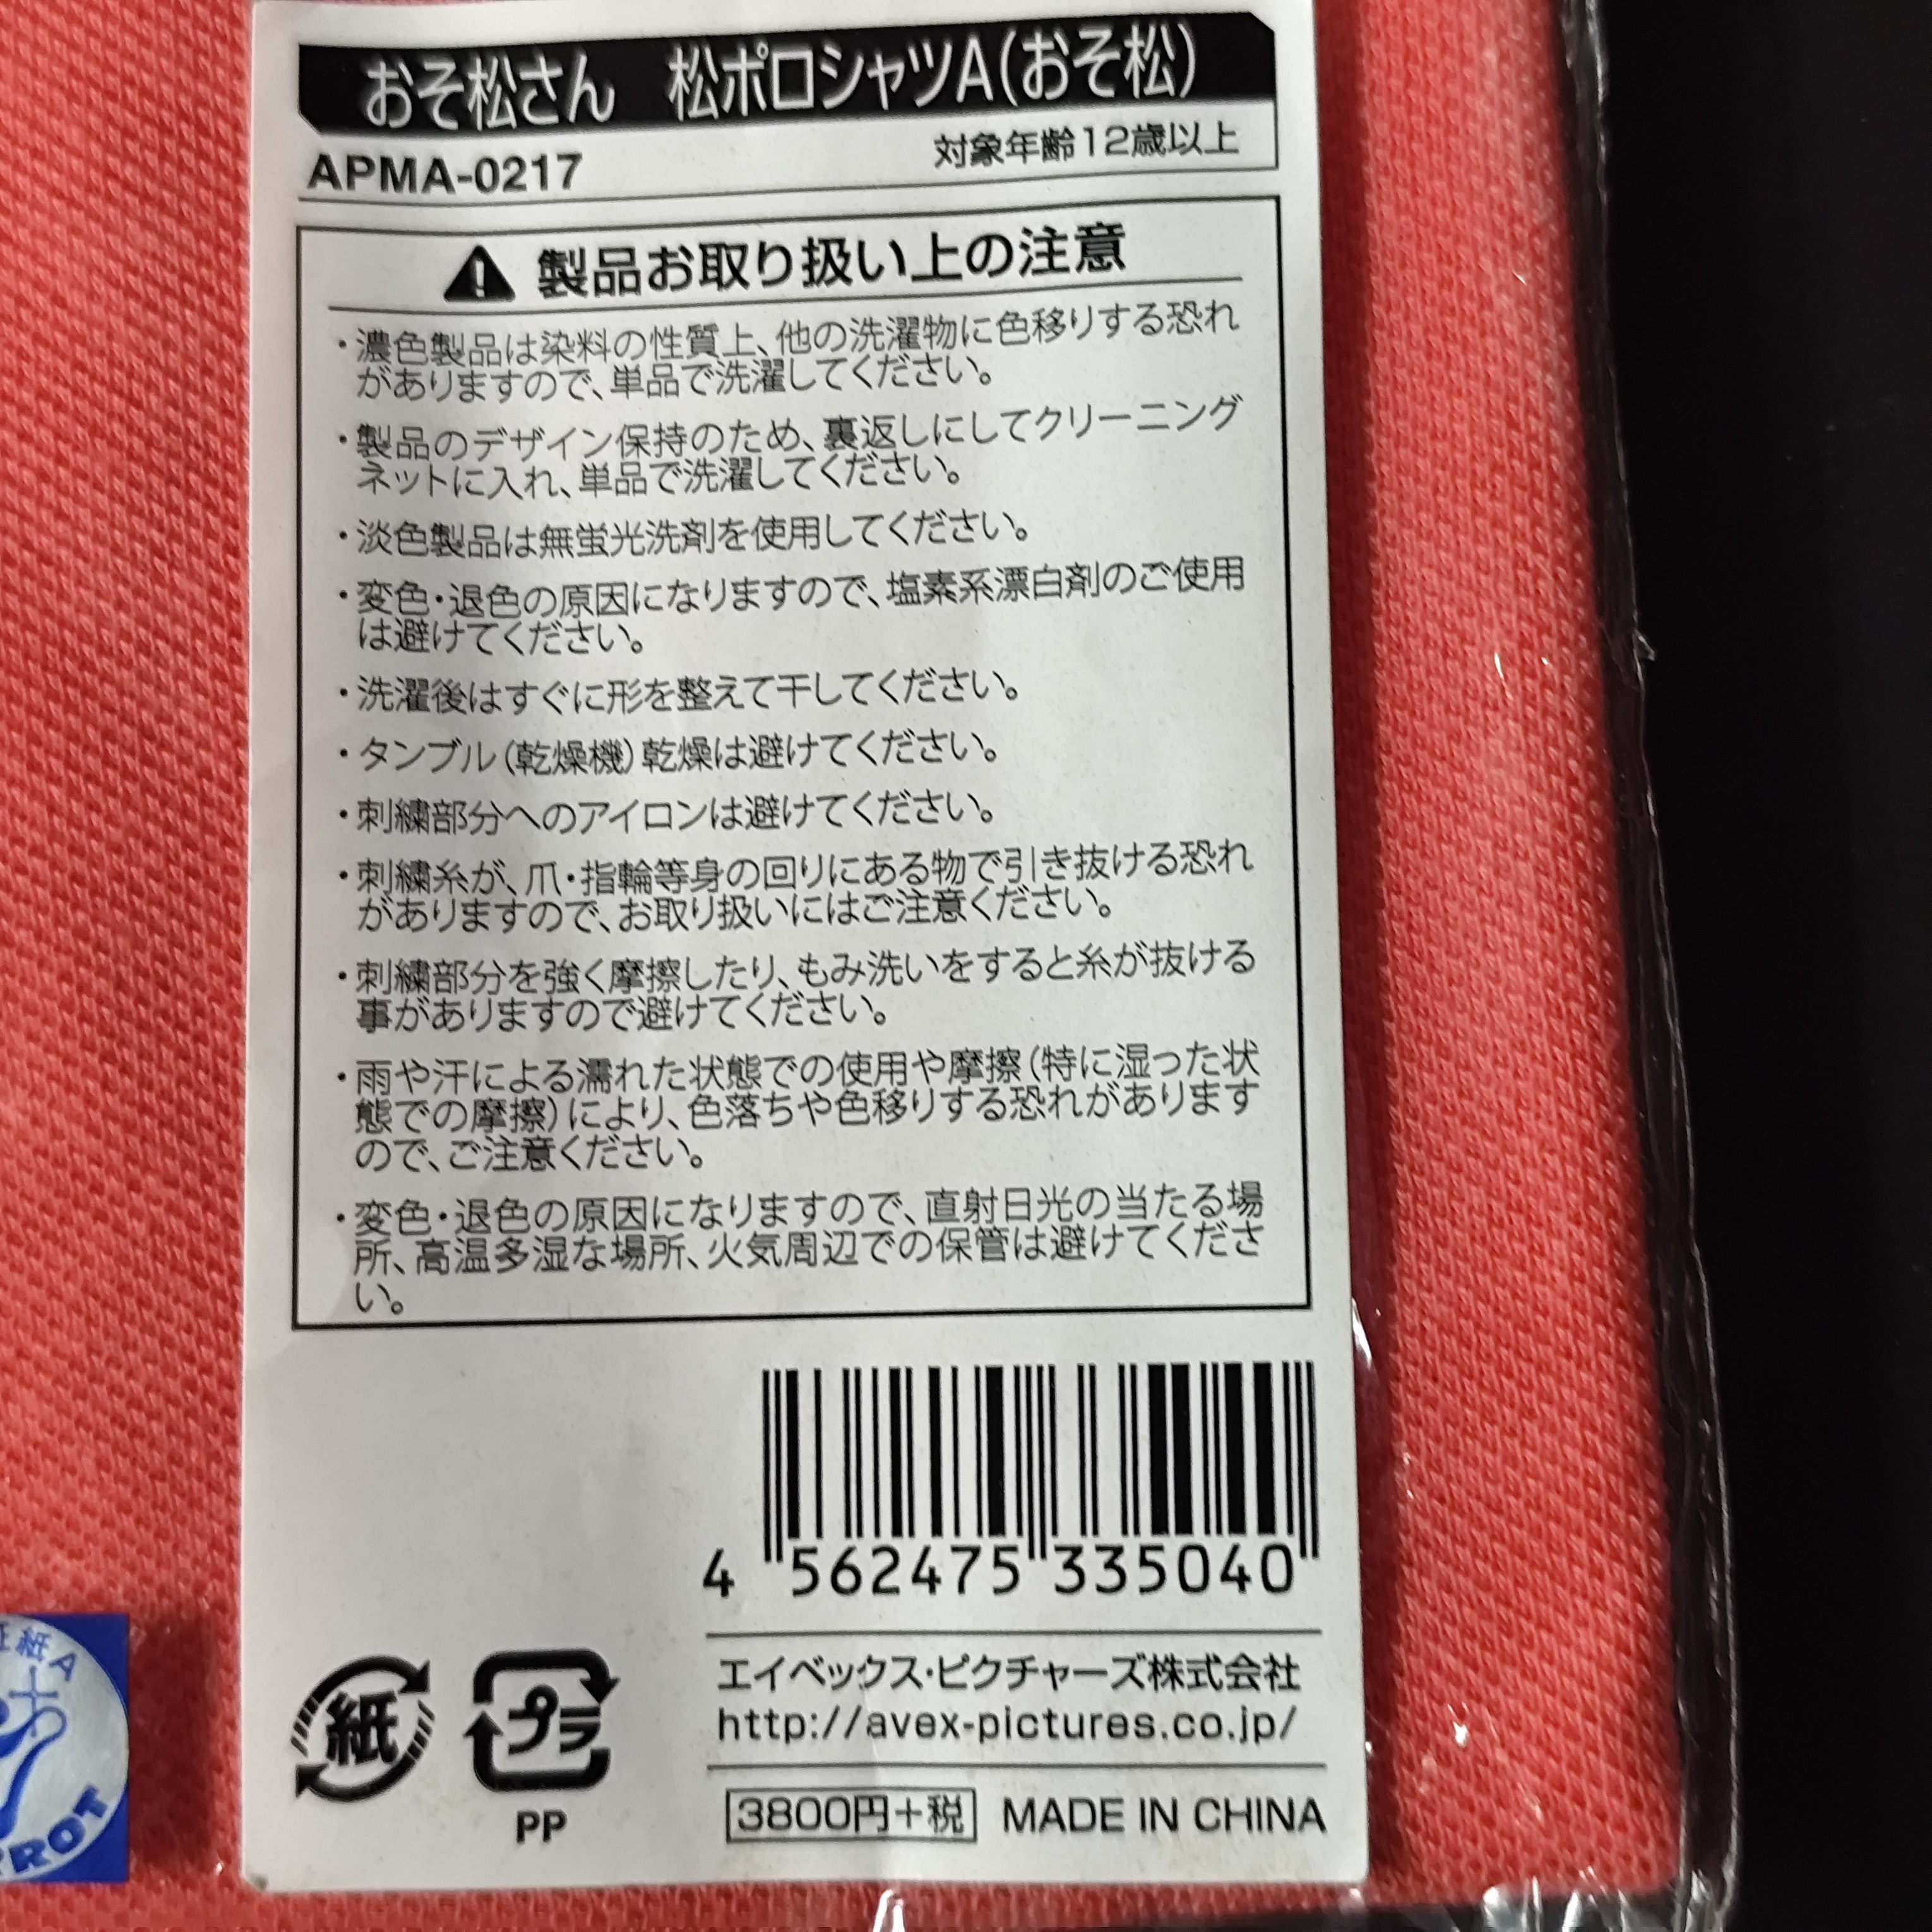 おそ松さん　松ポロシャツA(おそ松)
APMA-0217
対象年齢12歳以上
製品お取り扱い上の注意
・濃色製品は染料の性質上、他の洗濯物に色移りする恐れ
がありますので、単品で洗濯してください。
・製品のデザイン保持のため、裏返しにしてクリーニング
ネットに入れ、単品で洗濯してください。
・淡色製品は無蛍光洗剤を使用してください。
・変色・退色の原因になりますので、塩素系漂白剤のご使用
は避けてください。
・洗濯後はすぐに形を整えて干してください。
・タンブル(乾燥機)乾燥は避けてください。
・刺繍部分へのアイロンは避けてください。
・刺繍糸が、爪・指輪等身の回りにある物で引き抜ける恐れ
がありますので、お取り扱いにはご注意ください。
・刺繍部分を強く摩擦したり、もみ洗いをすると糸が抜ける
事がありますので避けてください。
・雨や汗による濡れた状態での使用や摩擦(特に湿った状
態での摩擦)により、色落ちや色移りする恐れがあります
ので、ご注意ください。
・変色・退色の原因になりますので、直射日光の当たる場
所、高温多湿な場所、火気周辺での保管は避けてくださ
い。
4 562475 335040
エイベックス・ピクチャーズ株式会社
http://avex-pictures.co.jp/
3800円+税 MADE IN CHINA
紙
プラ
PP
紙A
ROT